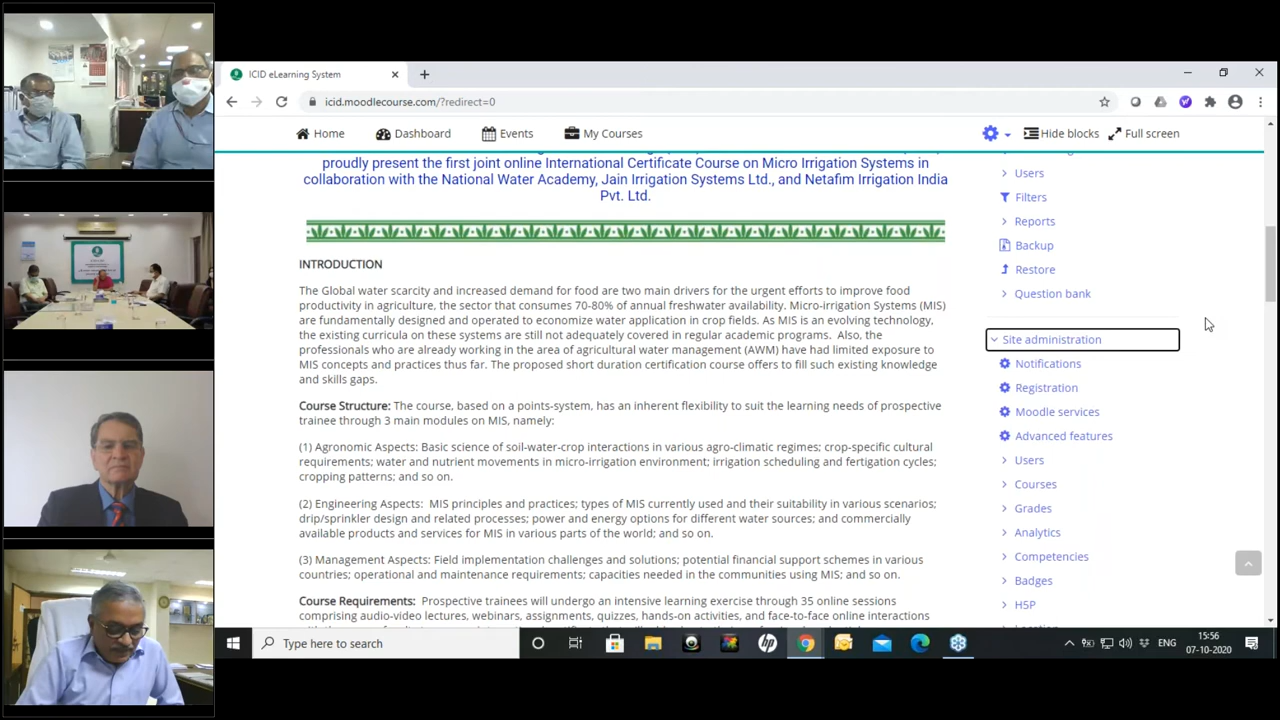 ICID eLearning System
icid.moodlecourse.com/?redirect=0
Home
Dashboard
Events
My Courses
Hide blocks
Full screen
proudly present the first joint online International Certificate Course on Micro Irrigation Systems in
collaboration with the National Water Academy, Jain Irrigation Systems Ltd., and Netafim Irrigation India
Pvt. Ltd.
INTRODUCTION
The Global water scarcity and increased demand for food are two main drivers for the urgent efforts to improve food
productivity in agriculture, the sector that consumes 70-80% of annual freshwater availability. Micro-irrigation Systems (MIS)
are fundamentally designed and operated to economize water application in crop fields. As MIS is an evolving technology,
the existing curricula on these systems are still not adequately covered in regular academic programs. Also, the
professionals who are already working in the area of agricultural water management (AWM) have had limited exposure to
MIS concepts and practices thus far. The proposed short duration certification course offers to fill such existing knowledge
and skills gaps.
Course Structure: The course, based on a points-system, has an inherent flexibility to suit the learning needs of prospective
trainee through 3 main modules on MIS, namely:
(1) Agronomic Aspects: Basic science of soil-water-crop interactions in various agro-climatic regimes; crop-specific cultural
requirements; water and nutrient movements in micro-irrigation environment; irrigation scheduling and fertigation cycles;
cropping patterns; and so on.
(2) Engineering Aspects: MIS principles and practices; types of MIS currently used and their suitability in various scenarios;
drip/sprinkler design and related processes; power and energy options for different water sources; and commercially
available products and services for MIS in various parts of the world; and so on.
(3) Management Aspects: Field implementation challenges and solutions; potential financial support schemes in various
countries; operational and maintenance requirements; capacities needed in the communities using MIS; and so on.
Course Requirements: Prospective trainees will undergo an intensive learning exercise through 35 online sessions
comprising audio-video lectures, webinars, assignments, quizzes, hands-on activities, and face-to-face online interactions
Users
Filters
Reports
Backup
Restore
Question bank
Site administration
Notifications
Registration
Moodle services
Advanced features
Users
Courses
Grades
Analytics
Competencies
Badges
H5P
Type here to search
ENG
15:56
07-10-2020